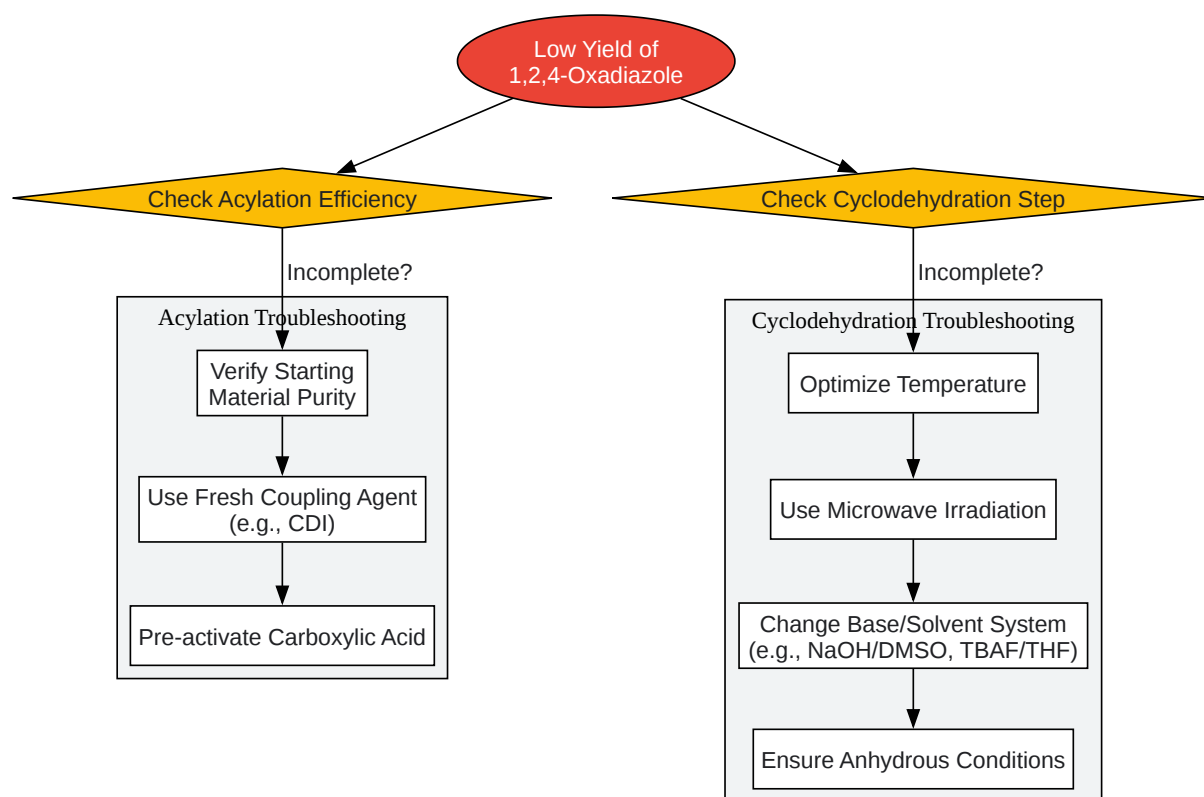 Low Yield of
1,2,4-Oxadiazole
Check Acylation Efficiency
Check Cyclodehydration Step
Incomplete?
Incomplete?
Acylation Troubleshooting
Cyclodehydration Troubleshooting
Verify Starting
Material Purity
Optimize Temperature
Use Fresh Coupling Agent
(e.g., CDI)
Use Microwave Irradiation
Pre-activate Carboxylic Acid
Change Base/Solvent System
(e.g., NaOH/DMSO, TBAF/THF)
Ensure Anhydrous Conditions